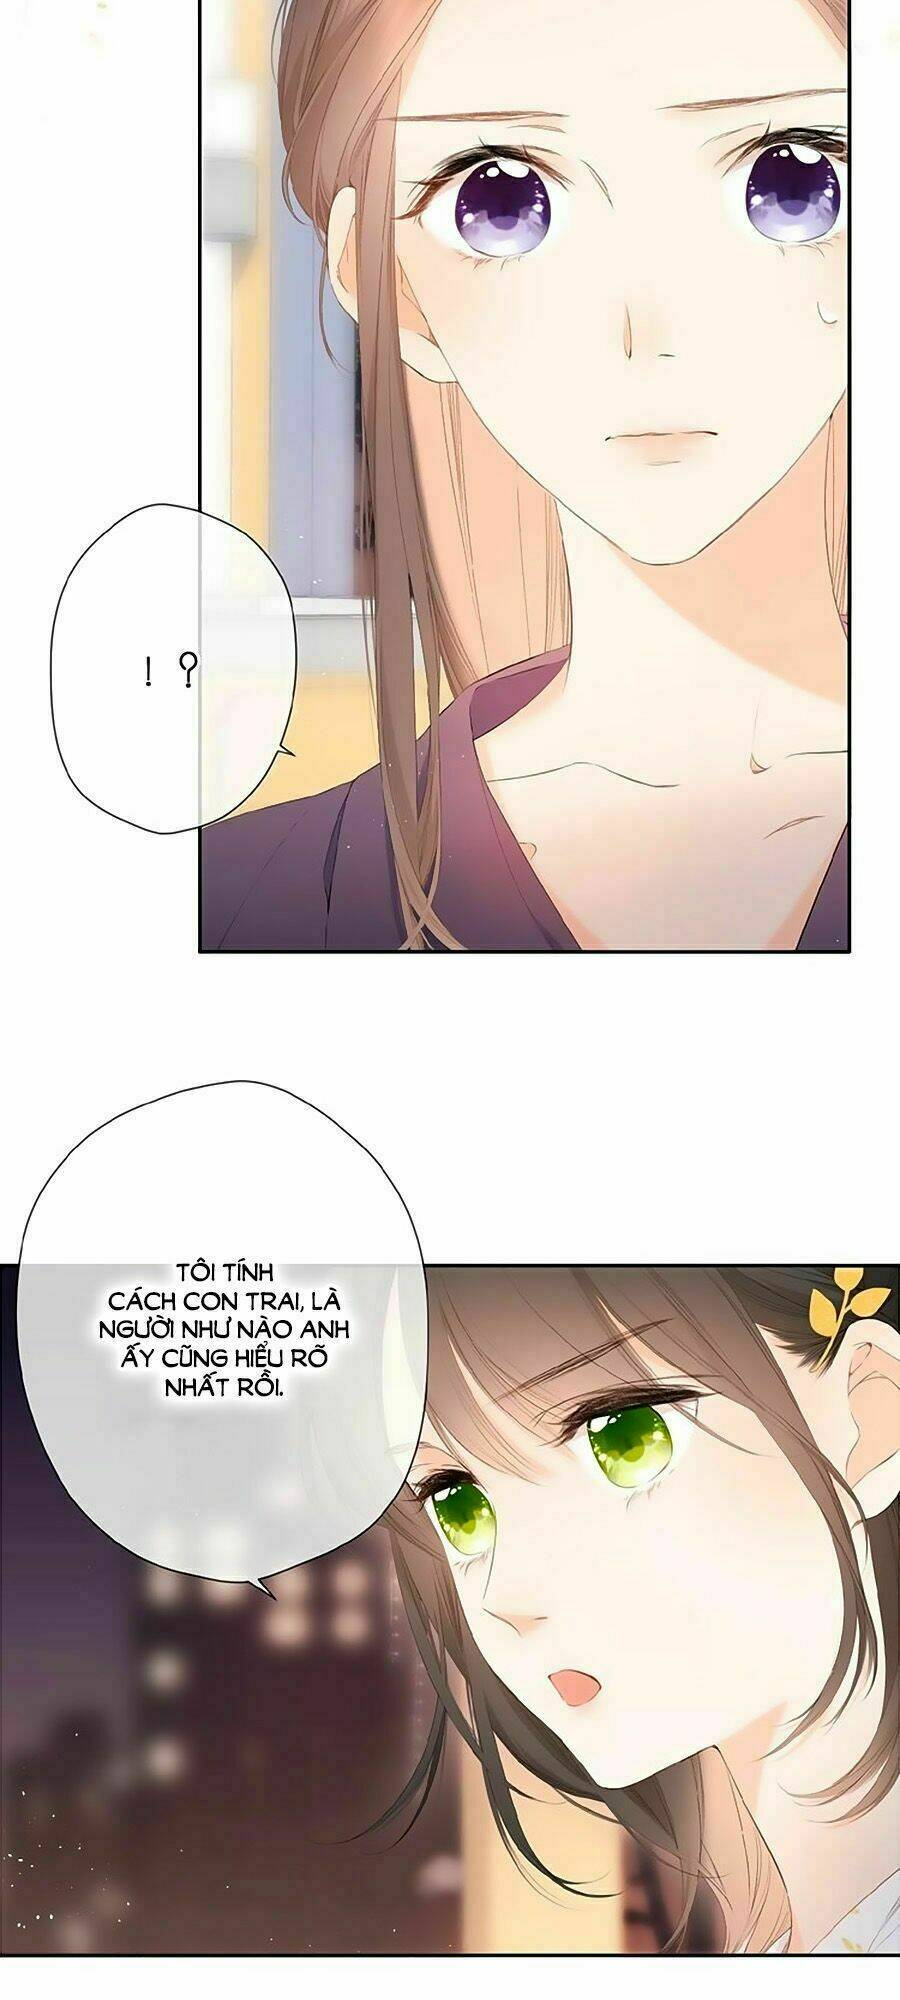 ! ?
TÔI TÍNH
CÁCH CON TRAI, LÀ
NGƯỜI NHƯ NÀO ANH
ẤY CŨNG HIỂU RÕ
NHẤT RỒI.